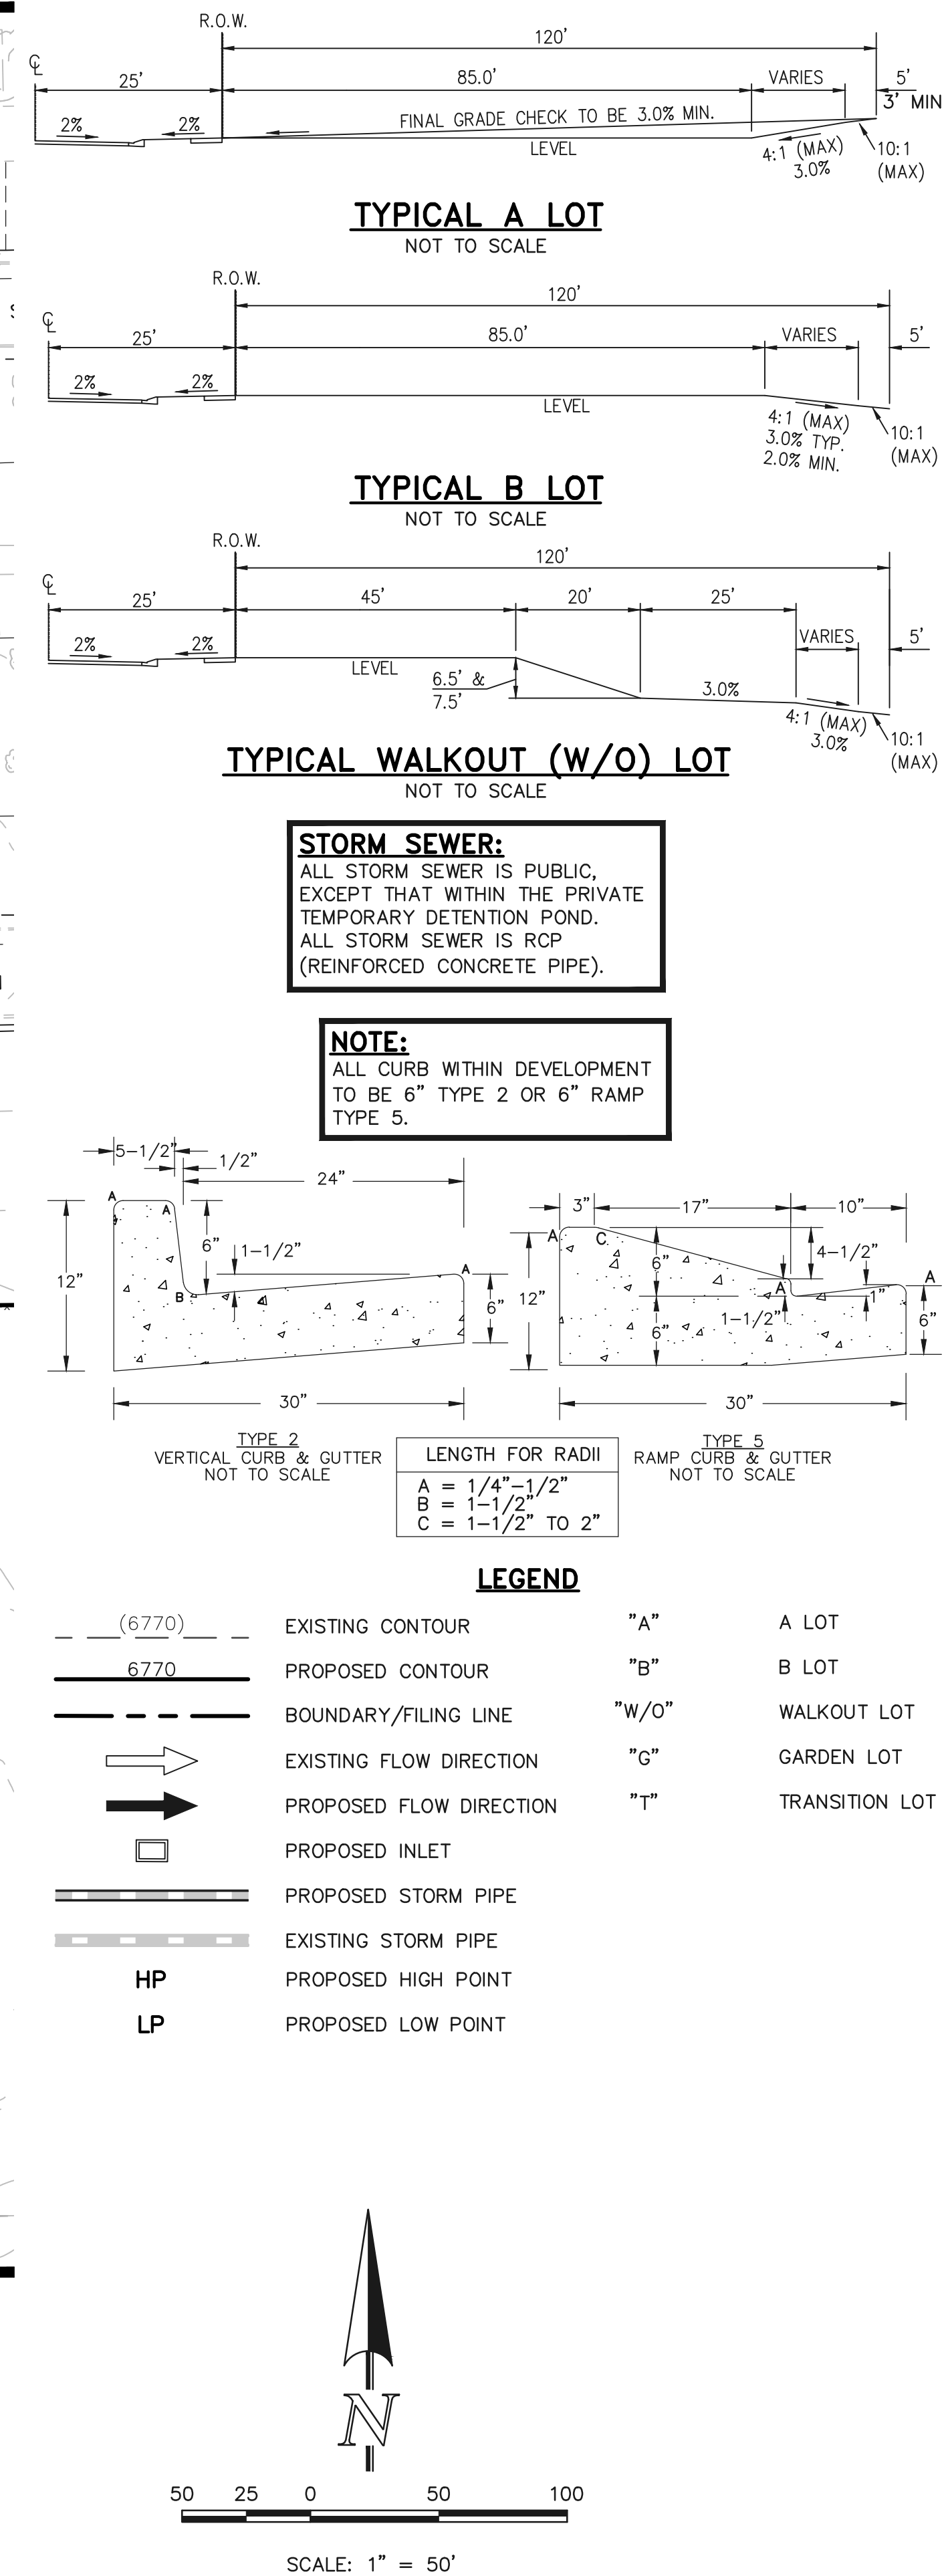 R.O.W.
120'
℄
25'
85.0'
VARIES
5'
3' MIN
2%
2%
FINAL GRADE CHECK TO BE 3.0% MIN.
LEVEL
4:1 (MAX)
3.0%
10:1
(MAX)
TYPICAL A LOT
NOT TO SCALE
R.O.W.
120'
℄
25'
85.0'
VARIES
5'
2%
2%
LEVEL
4:1 (MAX)
3.0% TYP.
2.0% MIN.
10:1
(MAX)
TYPICAL B LOT
NOT TO SCALE
R.O.W.
120'
℄
25'
45'
20'
25'
VARIES
5'
2%
2%
LEVEL
6.5' &
7.5'
3.0%
4:1 (MAX)
3.0%
10:1
(MAX)
TYPICAL WALKOUT (W/O) LOT
NOT TO SCALE
STORM SEWER:
ALL STORM SEWER IS PUBLIC,
EXCEPT THAT WITHIN THE PRIVATE
TEMPORARY DETENTION POND.
ALL STORM SEWER IS RCP
(REINFORCED CONCRETE PIPE).
NOTE:
ALL CURB WITHIN DEVELOPMENT
TO BE 6" TYPE 2 OR 6" RAMP
TYPE 5.
5-1/2"
1/2"
24"
A
A
12"
6"
1-1/2"
B
A
6"
30"
TYPE 2
VERTICAL CURB & GUTTER
NOT TO SCALE
3"
17"
10"
A
C
12"
6"
6"
4-1/2"
A
1-1/2"
1"
A
6"
30"
TYPE 5
RAMP CURB & GUTTER
NOT TO SCALE
LENGTH FOR RADII
A = 1/4"-1/2"
B = 1-1/2"
C = 1-1/2" TO 2"
LEGEND
(6770) EXISTING CONTOUR "A" A LOT
6770 PROPOSED CONTOUR "B" B LOT
BOUNDARY/FILING LINE "W/O" WALKOUT LOT
EXISTING FLOW DIRECTION "G" GARDEN LOT
PROPOSED FLOW DIRECTION "T" TRANSITION LOT
PROPOSED INLET
PROPOSED STORM PIPE
EXISTING STORM PIPE
HP PROPOSED HIGH POINT
LP PROPOSED LOW POINT
N
50 25 0 50 100
SCALE: 1" = 50'